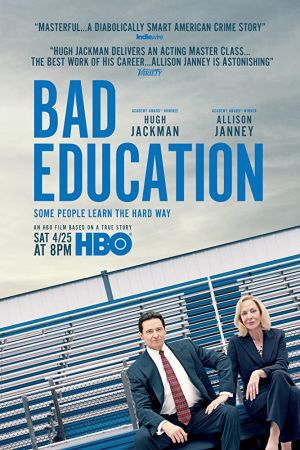 "MASTERFUL...A DIABOLICALLY SMART AMERICAN CRIME STORY"
IndieWire
"HUGH JACKMAN DELIVERS AN ACTING MASTER CLASS...
THE BEST WORK OF HIS CAREER...ALLISON JANNEY IS ASTONISHING"
VARIETY
ACADEMY AWARD® NOMINEE
HUGH
JACKMAN
ACADEMY AWARD® WINNER
ALLISON
JANNEY
BAD
EDUCATION
SOME PEOPLE LEARN THE HARD WAY
AN HBO FILM BASED ON A TRUE STORY
SAT 4/25
AT 8PM
HBO®